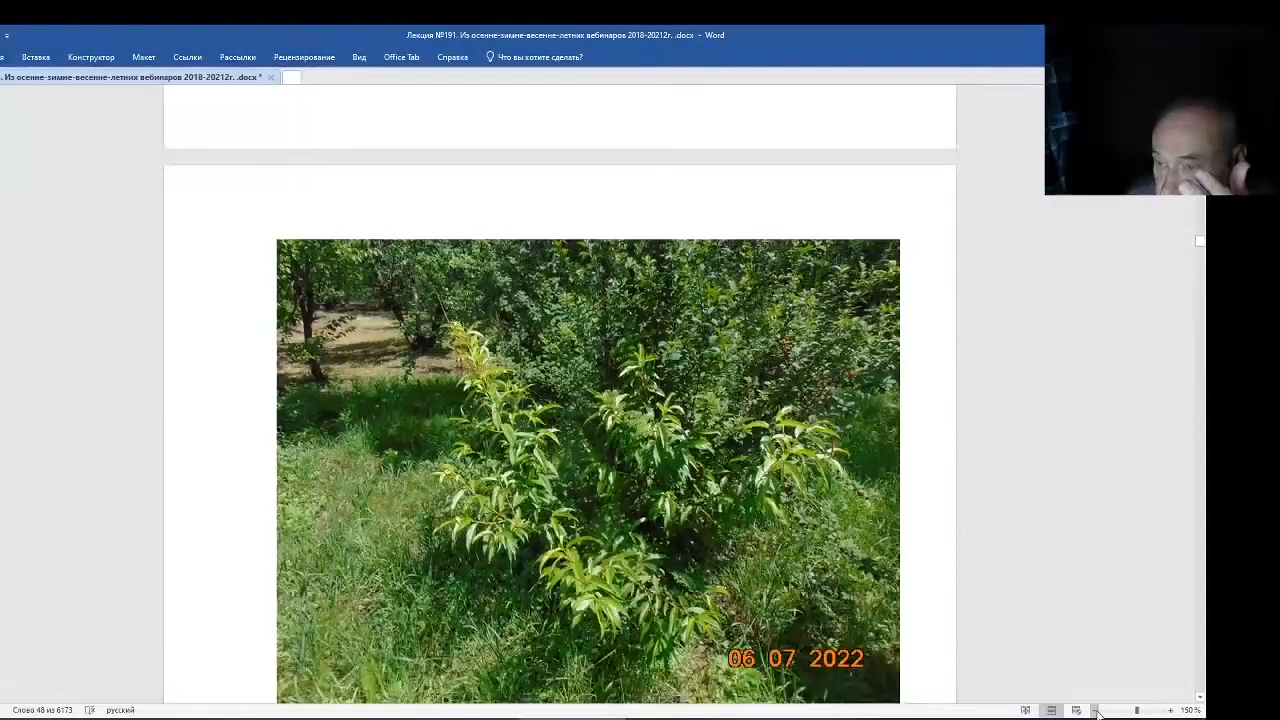 Лекция №191. Из осенне-зимне-весенне-летних вебинаров 2018-20212г. .docx - Word
я Вставка Конструктор Макет Ссылки Рассылки Рецензирование Вид Office Tab Справка Что вы хотите сделать?
. Из осенне-зимне-весенне-летних вебинаров 2018-20212г. .docx *
06 07 2022
Слово 48 из 6173 русский 150 %